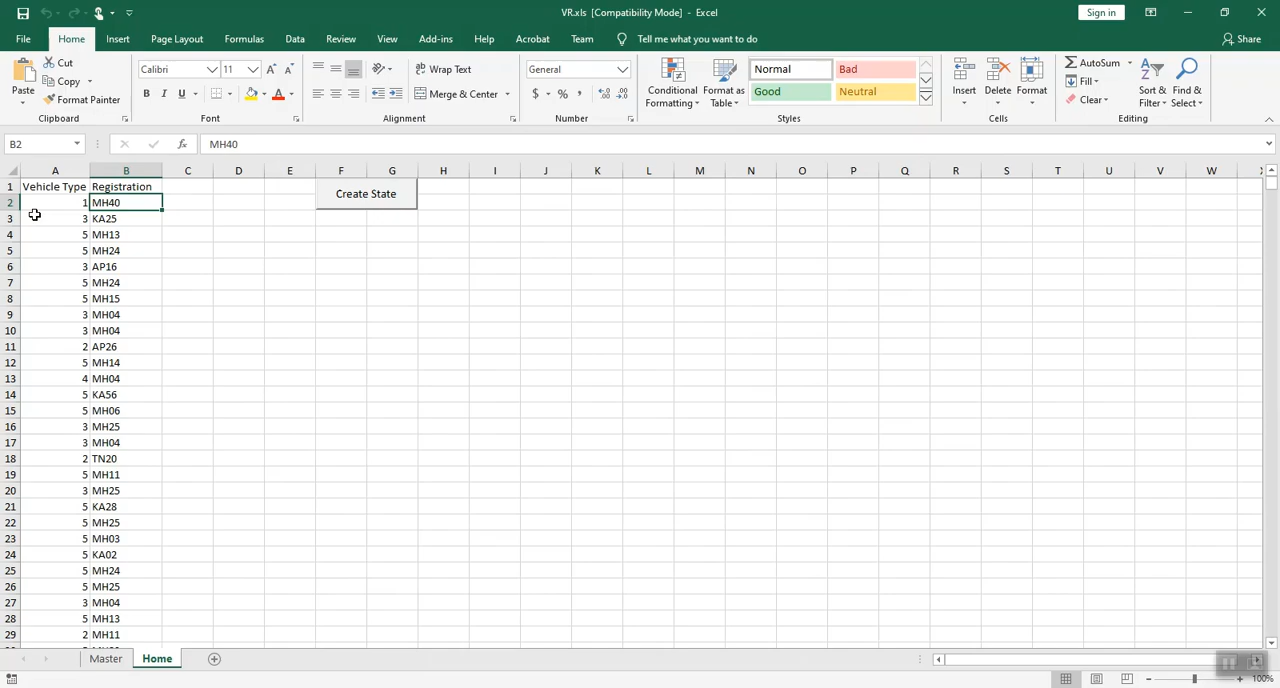 VR.xls [Compatibility Mode] - Excel
Sign in
File Home Insert Page Layout Formulas Data Review View Add-ins Help Acrobat Team Tell me what you want to do Share
Paste
Cut
Copy
Format Painter
Clipboard
Calibri 11
B I U
Font
Wrap Text
Merge & Center
Alignment
General
$ % ,
Number
Conditional Formatting
Format as Table
Normal Bad
Good Neutral
Styles
Insert Delete Format
Cells
AutoSum
Fill
Clear
Sort & Filter
Find & Select
Editing
B2 fx MH40
A B C D E F G H I J K L M N O P Q R S T U V W
1 Vehicle Type Registration Create State
2 1 MH40
3 3 KA25
4 5 MH13
5 5 MH24
6 3 AP16
7 5 MH24
8 5 MH15
9 3 MH04
10 3 MH04
11 2 AP26
12 5 MH14
13 4 MH04
14 5 KA56
15 5 MH06
16 3 MH25
17 3 MH04
18 2 TN20
19 5 MH11
20 3 MH25
21 5 KA28
22 5 MH25
23 5 MH03
24 5 KA02
25 5 MH24
26 5 MH25
27 3 MH04
28 5 MH13
29 2 MH11
Master Home
100%